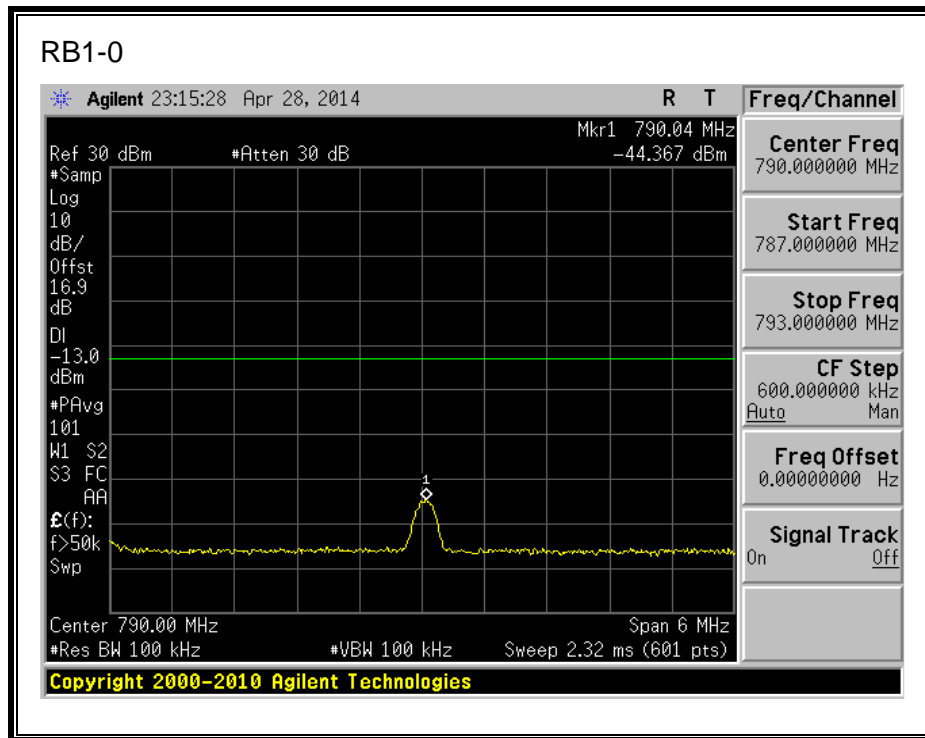 RB1-0
Agilent 23:15:28 Apr 28, 2014 R T
Freq/Channel
Mkr1 790.04 MHz
Ref 30 dBm #Atten 30 dB -44.367 dBm
#Samp
Log
10
dB/
Offst
16.9
dB
DI
-13.0
dBm
#PAvg
101
W1 S2
S3 FC
AA
£(f):
f>50k
Swp
1
Center 790.00 MHz Span 6 MHz
#Res BW 100 kHz #VBW 100 kHz Sweep 2.32 ms (601 pts)
Copyright 2000-2010 Agilent Technologies
Center Freq
790.000000 MHz
Start Freq
787.000000 MHz
Stop Freq
793.000000 MHz
CF Step
600.000000 kHz
Auto Man
Freq Offset
0.00000000 Hz
Signal Track
On Off